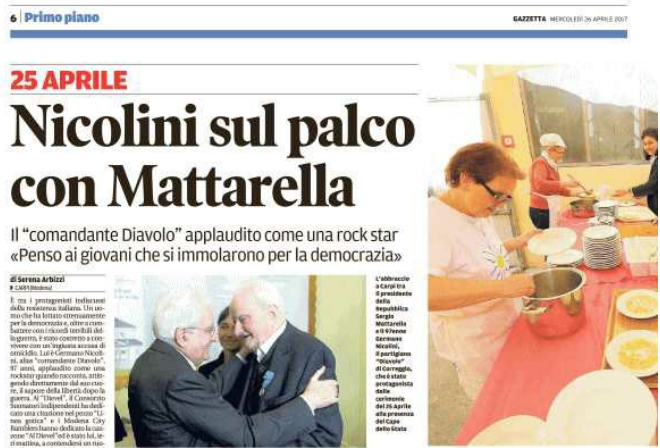 6 Primo piano
GAZZETTA MERCOLEDÌ 26 APRILE 2017
25 APRILE
Nicolini sul palco
con Mattarella
Il “comandante Diavolo” applaudito come una rock star
«Penso ai giovani che si immolarono per la democrazia»
di Serena Arbizzi
CARPI (Modena)
È tra i protagonisti indiscussi
della resistenza italiana. Un uo-
mo che ha lottato strenuamente
per la democrazia e, oltre a com-
battere con i ricordi terribili del-
la guerra, è stato costretto a con-
vivere con un'ingiusta accusa di
omicidio. Lui è Germano Nicoli-
ni, alias "comandante Diavolo",
97 anni, applaudito come una
rockstar quando racconta, attin-
gendo direttamente dal suo cuo-
re, il sapore della libertà dopo la
guerra. Al "Dievel", il Consorzio
Suonatori Indipendenti ha dedi-
cato una citazione nel pezzo "Li-
nea gotica" e i Modena City
Ramblers hanno dedicato la can-
zone "Al Dievel" ed è stato lui, ie-
ri mattina, a contendersi un ruo-
L'abbraccio
a Carpi tra
il presidente
della
Repubblica
Sergio
Mattarella
e il 97enne
Germano
Nicolini,
il partigiano
"Diavolo"
di Correggio,
che è stato
protagonista
delle
cerimonie
del 25 Aprile
alla presenza
del Capo
dello Stato